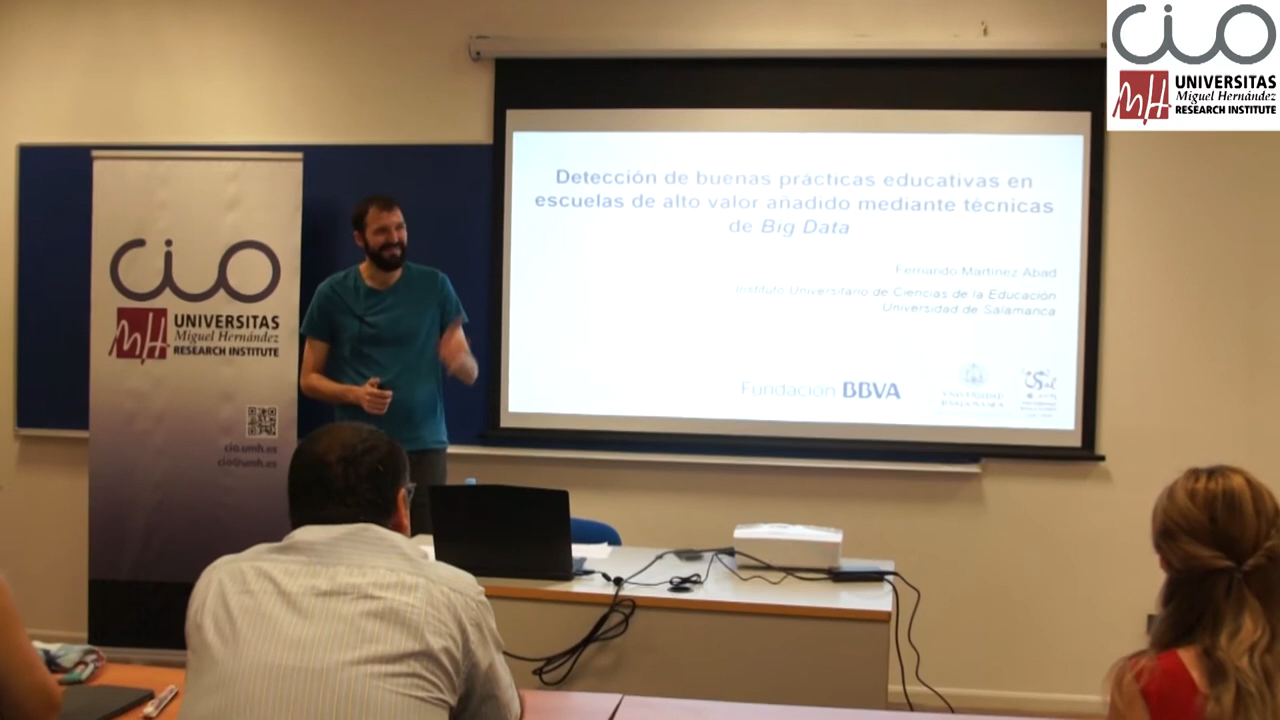 CIO
UNIVERSITAS
Miguel Hernández
RESEARCH INSTITUTE
CIO
UNIVERSITAS
Miguel Hernández
RESEARCH INSTITUTE
cio.umh.es
cio@umh.es
Detección de buenas prácticas educativas en
escuelas de alto valor añadido mediante técnicas
de Big Data
Fernando Martínez Abad
Instituto Universitario de Ciencias de la Educación
Universidad de Salamanca
Fundación BBVA